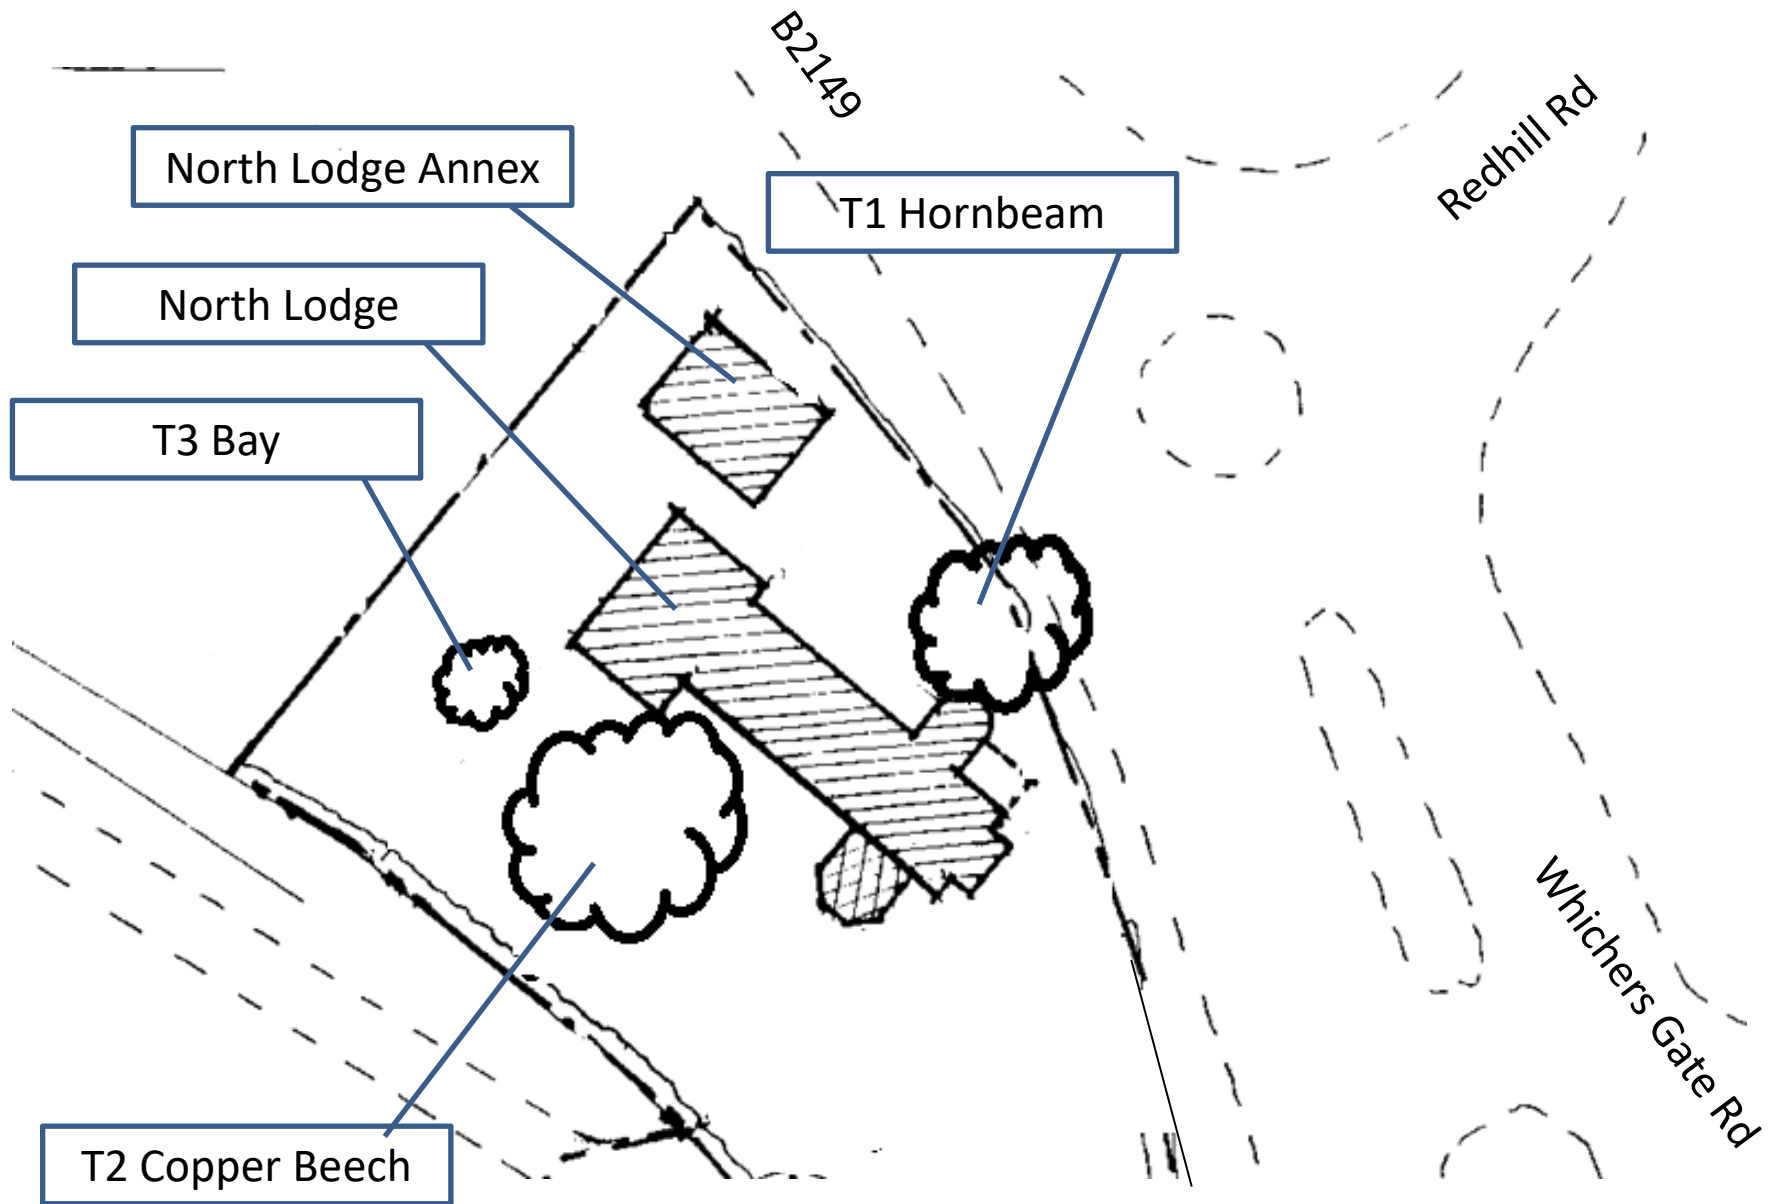 B2149
Redhill Rd
North Lodge Annex
T1 Hornbeam
North Lodge
T3 Bay
Whichers Gate Rd
T2 Copper Beech